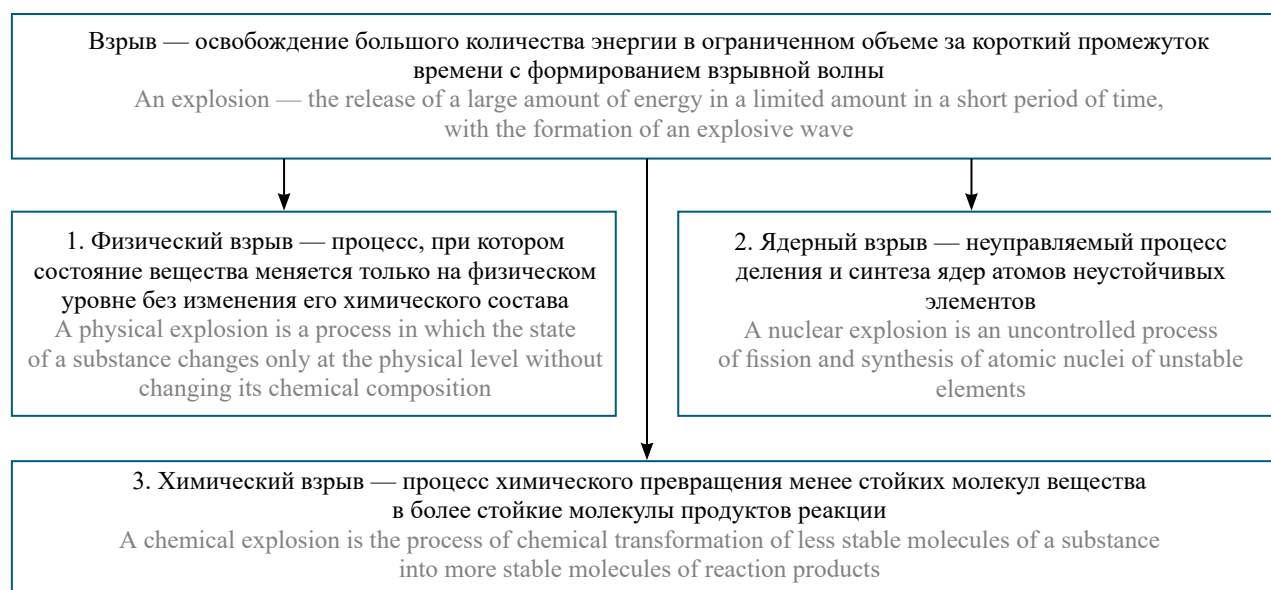 Взрыв — освобождение большого количества энергии в ограниченном объеме за короткий промежуток
времени с формированием взрывной волны
An explosion — the release of a large amount of energy in a limited amount in a short period of time,
with the formation of an explosive wave
1. Физический взрыв — процесс, при котором
состояние вещества меняется только на физическом
уровне без изменения его химического состава
A physical explosion is a process in which the state
of a substance changes only at the physical level without
changing its chemical composition
2. Ядерный взрыв — неуправляемый процесс
деления и синтеза ядер атомов неустойчивых
элементов
A nuclear explosion is an uncontrolled process
of fission and synthesis of atomic nuclei of unstable
elements
3. Химический взрыв — процесс химического превращения менее стойких молекул вещества
в более стойкие молекулы продуктов реакции
A chemical explosion is the process of chemical transformation of less stable molecules of a substance
into more stable molecules of reaction products